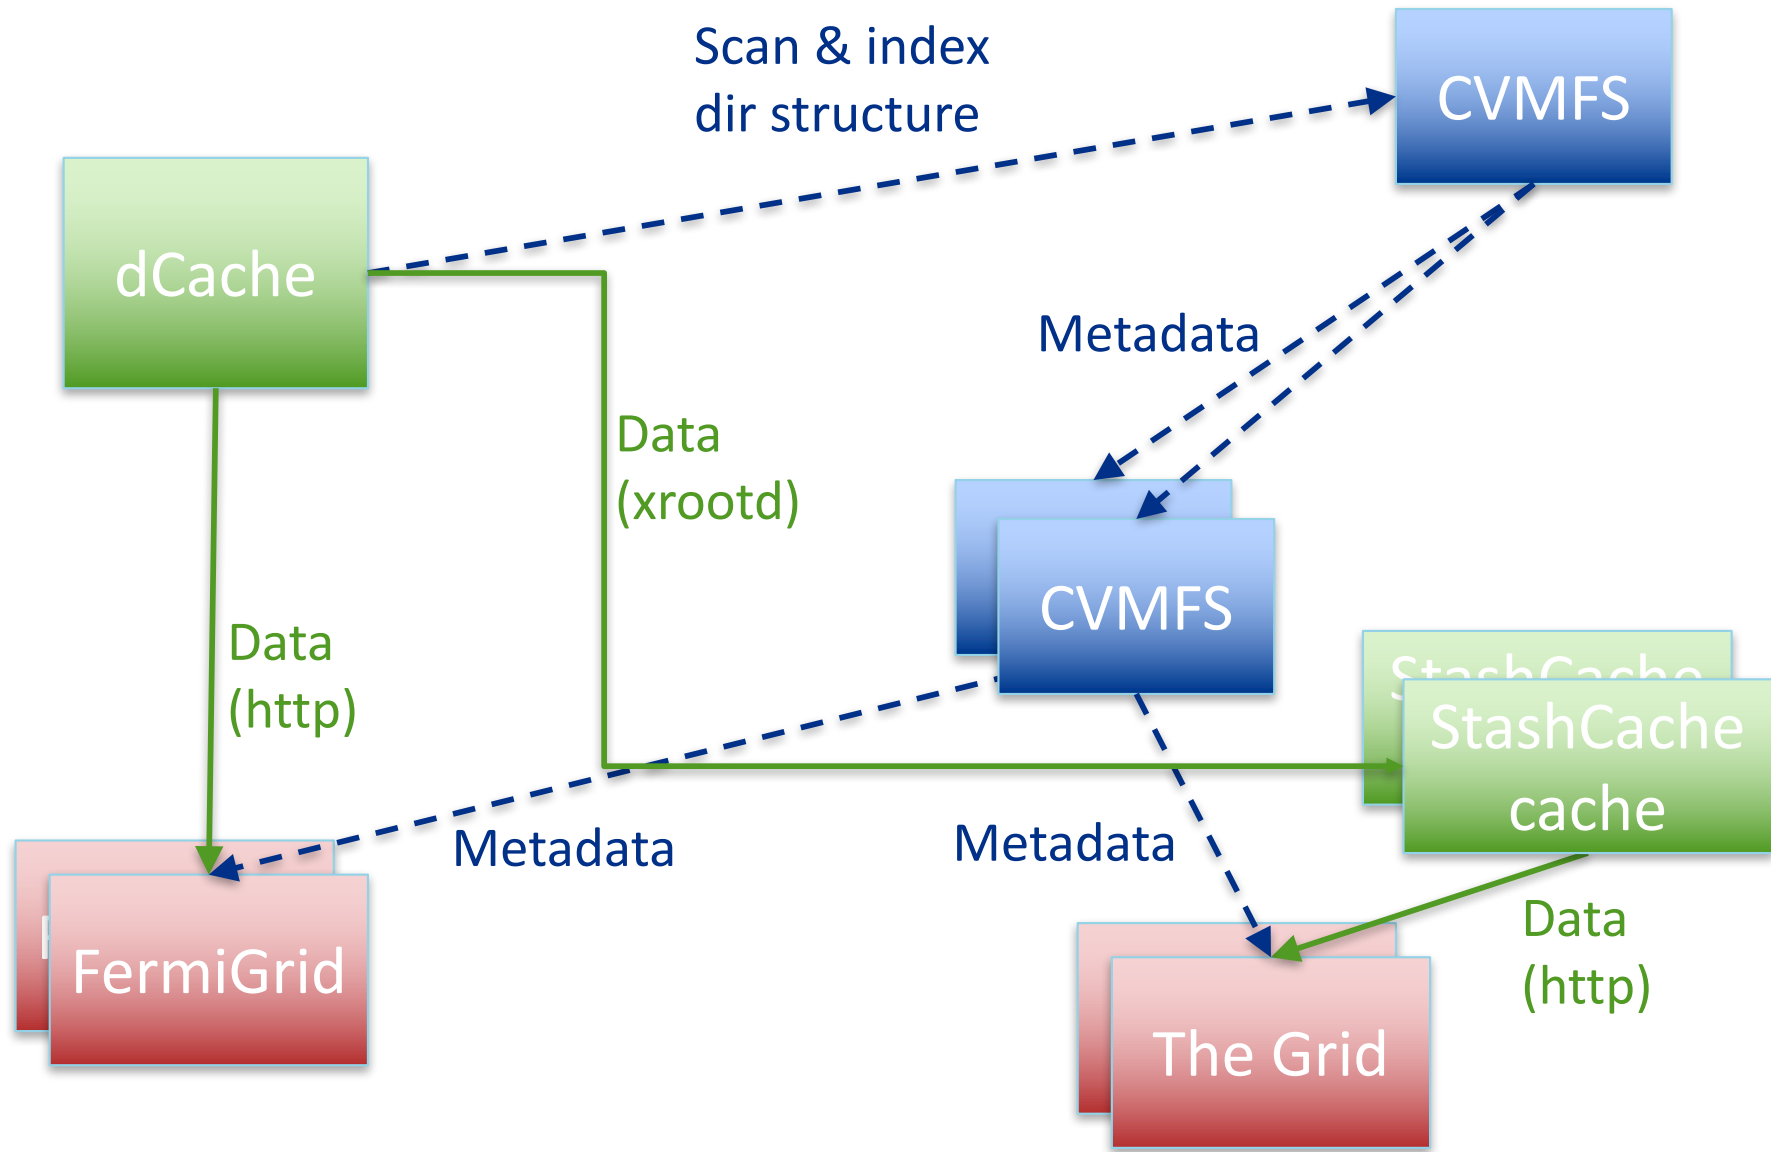 Scan & index
dir structure
CVMFS
dCache
Metadata
Data
(xrootd)
CVMFS
Data
(http)
StashCache
StashCache
cache
Metadata
Metadata
Data
(http)
FermiGrid
The Grid